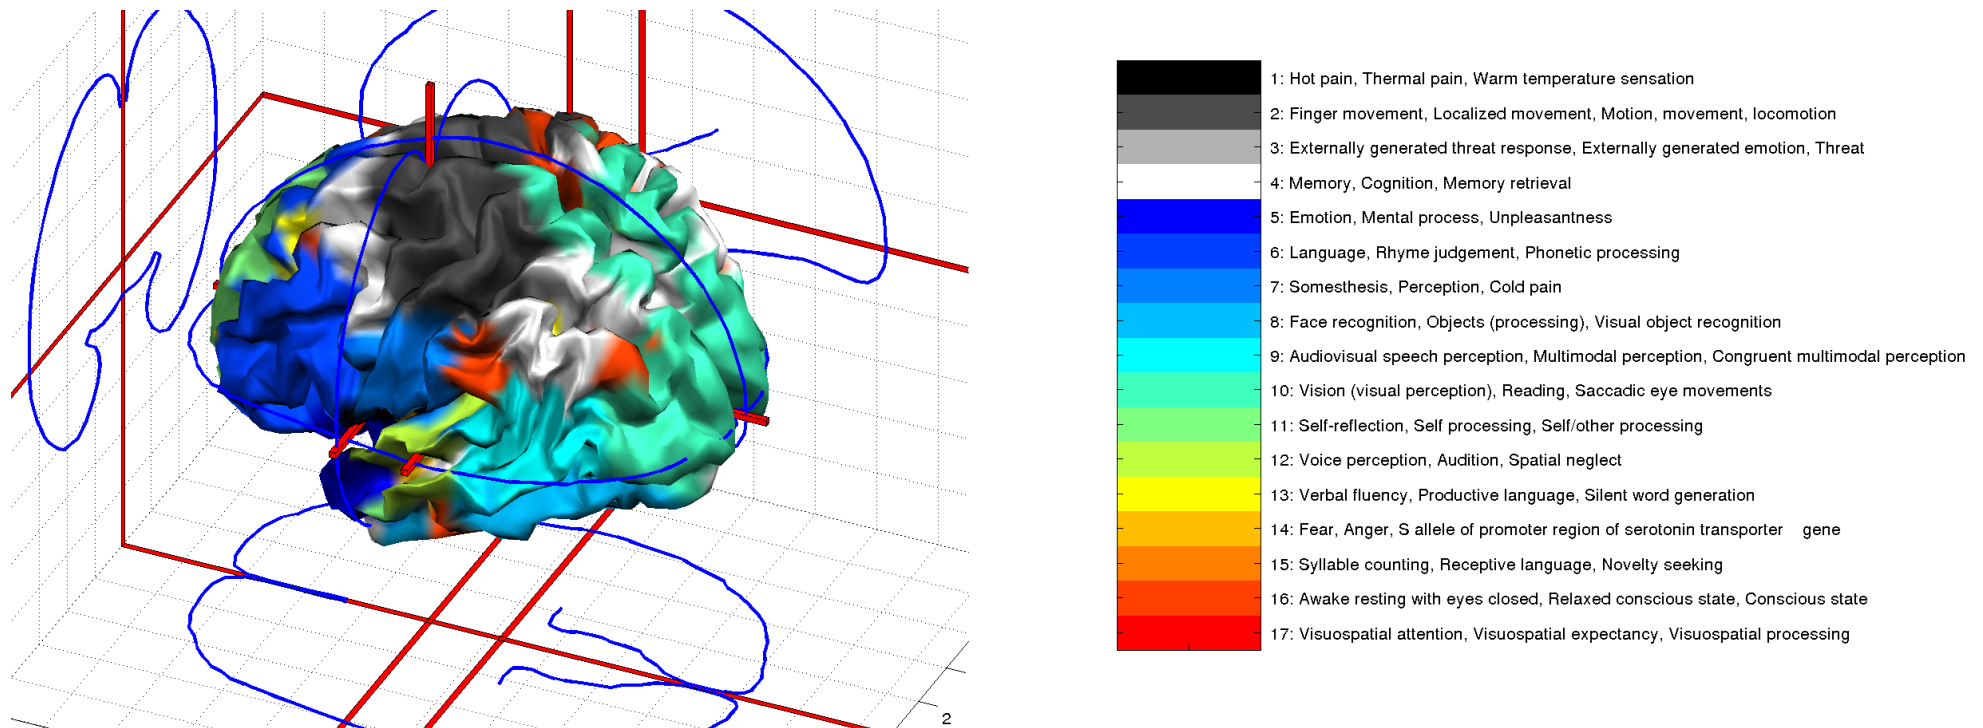 1: Hot pain, Thermal pain, Warm temperature sensation
2: Finger movement, Localized movement, Motion, movement, locomotion
3: Externally generated threat response, Externally generated emotion, Threat
4: Memory, Cognition, Memory retrieval
5: Emotion, Mental process, Unpleasantness
6: Language, Rhyme judgement, Phonetic processing
7: Somesthesis, Perception, Cold pain
8: Face recognition, Objects (processing), Visual object recognition
9: Audiovisual speech perception, Multimodal perception, Congruent multimodal perception
10: Vision (visual perception), Reading, Saccadic eye movements
11: Self-reflection, Self processing, Self/other processing
12: Voice perception, Audition, Spatial neglect
13: Verbal fluency, Productive language, Silent word generation
14: Fear, Anger, S allele of promoter region of serotonin transporter gene
15: Syllable counting, Receptive language, Novelty seeking
16: Awake resting with eyes closed, Relaxed conscious state, Conscious state
17: Visuospatial attention, Visuospatial expectancy, Visuospatial processing
2